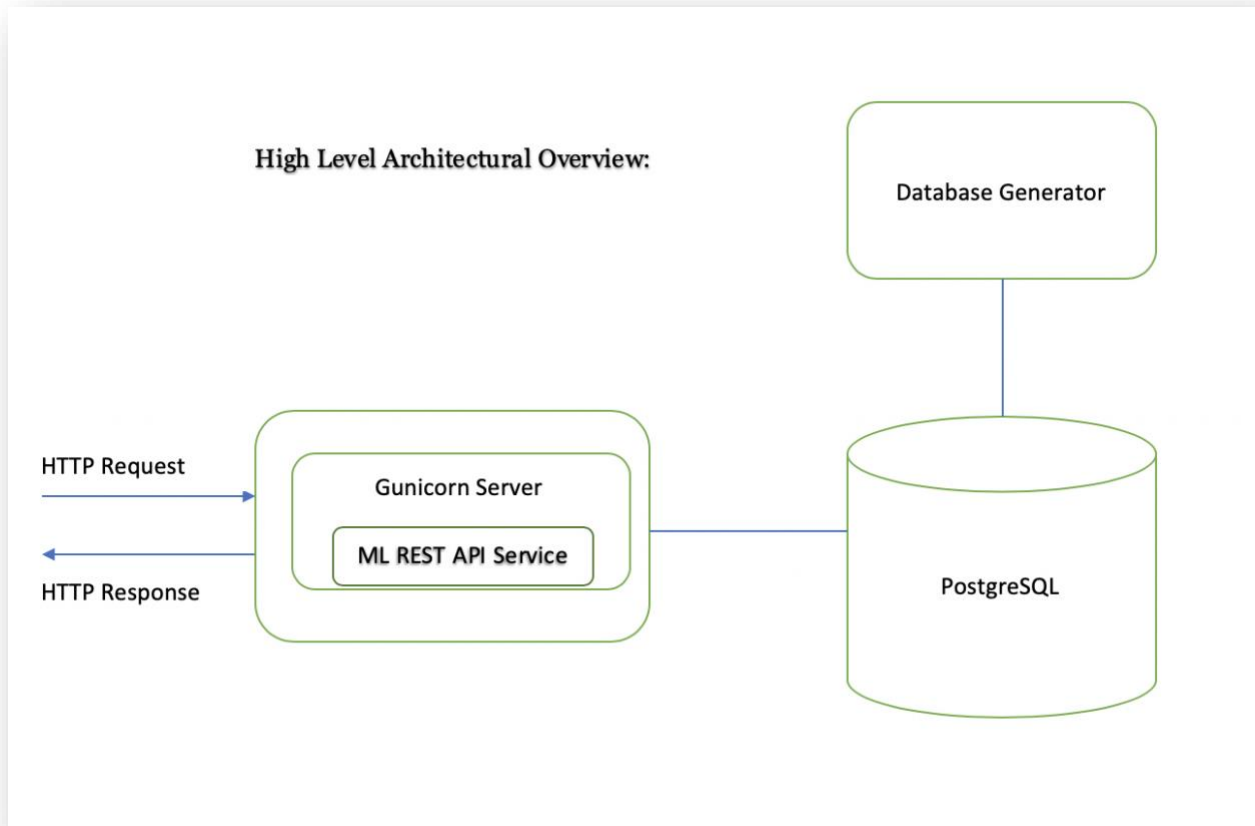 High Level Architectural Overview:
Database Generator
HTTP Request
Gunicorn Server
ML REST API Service
HTTP Response
PostgreSQL